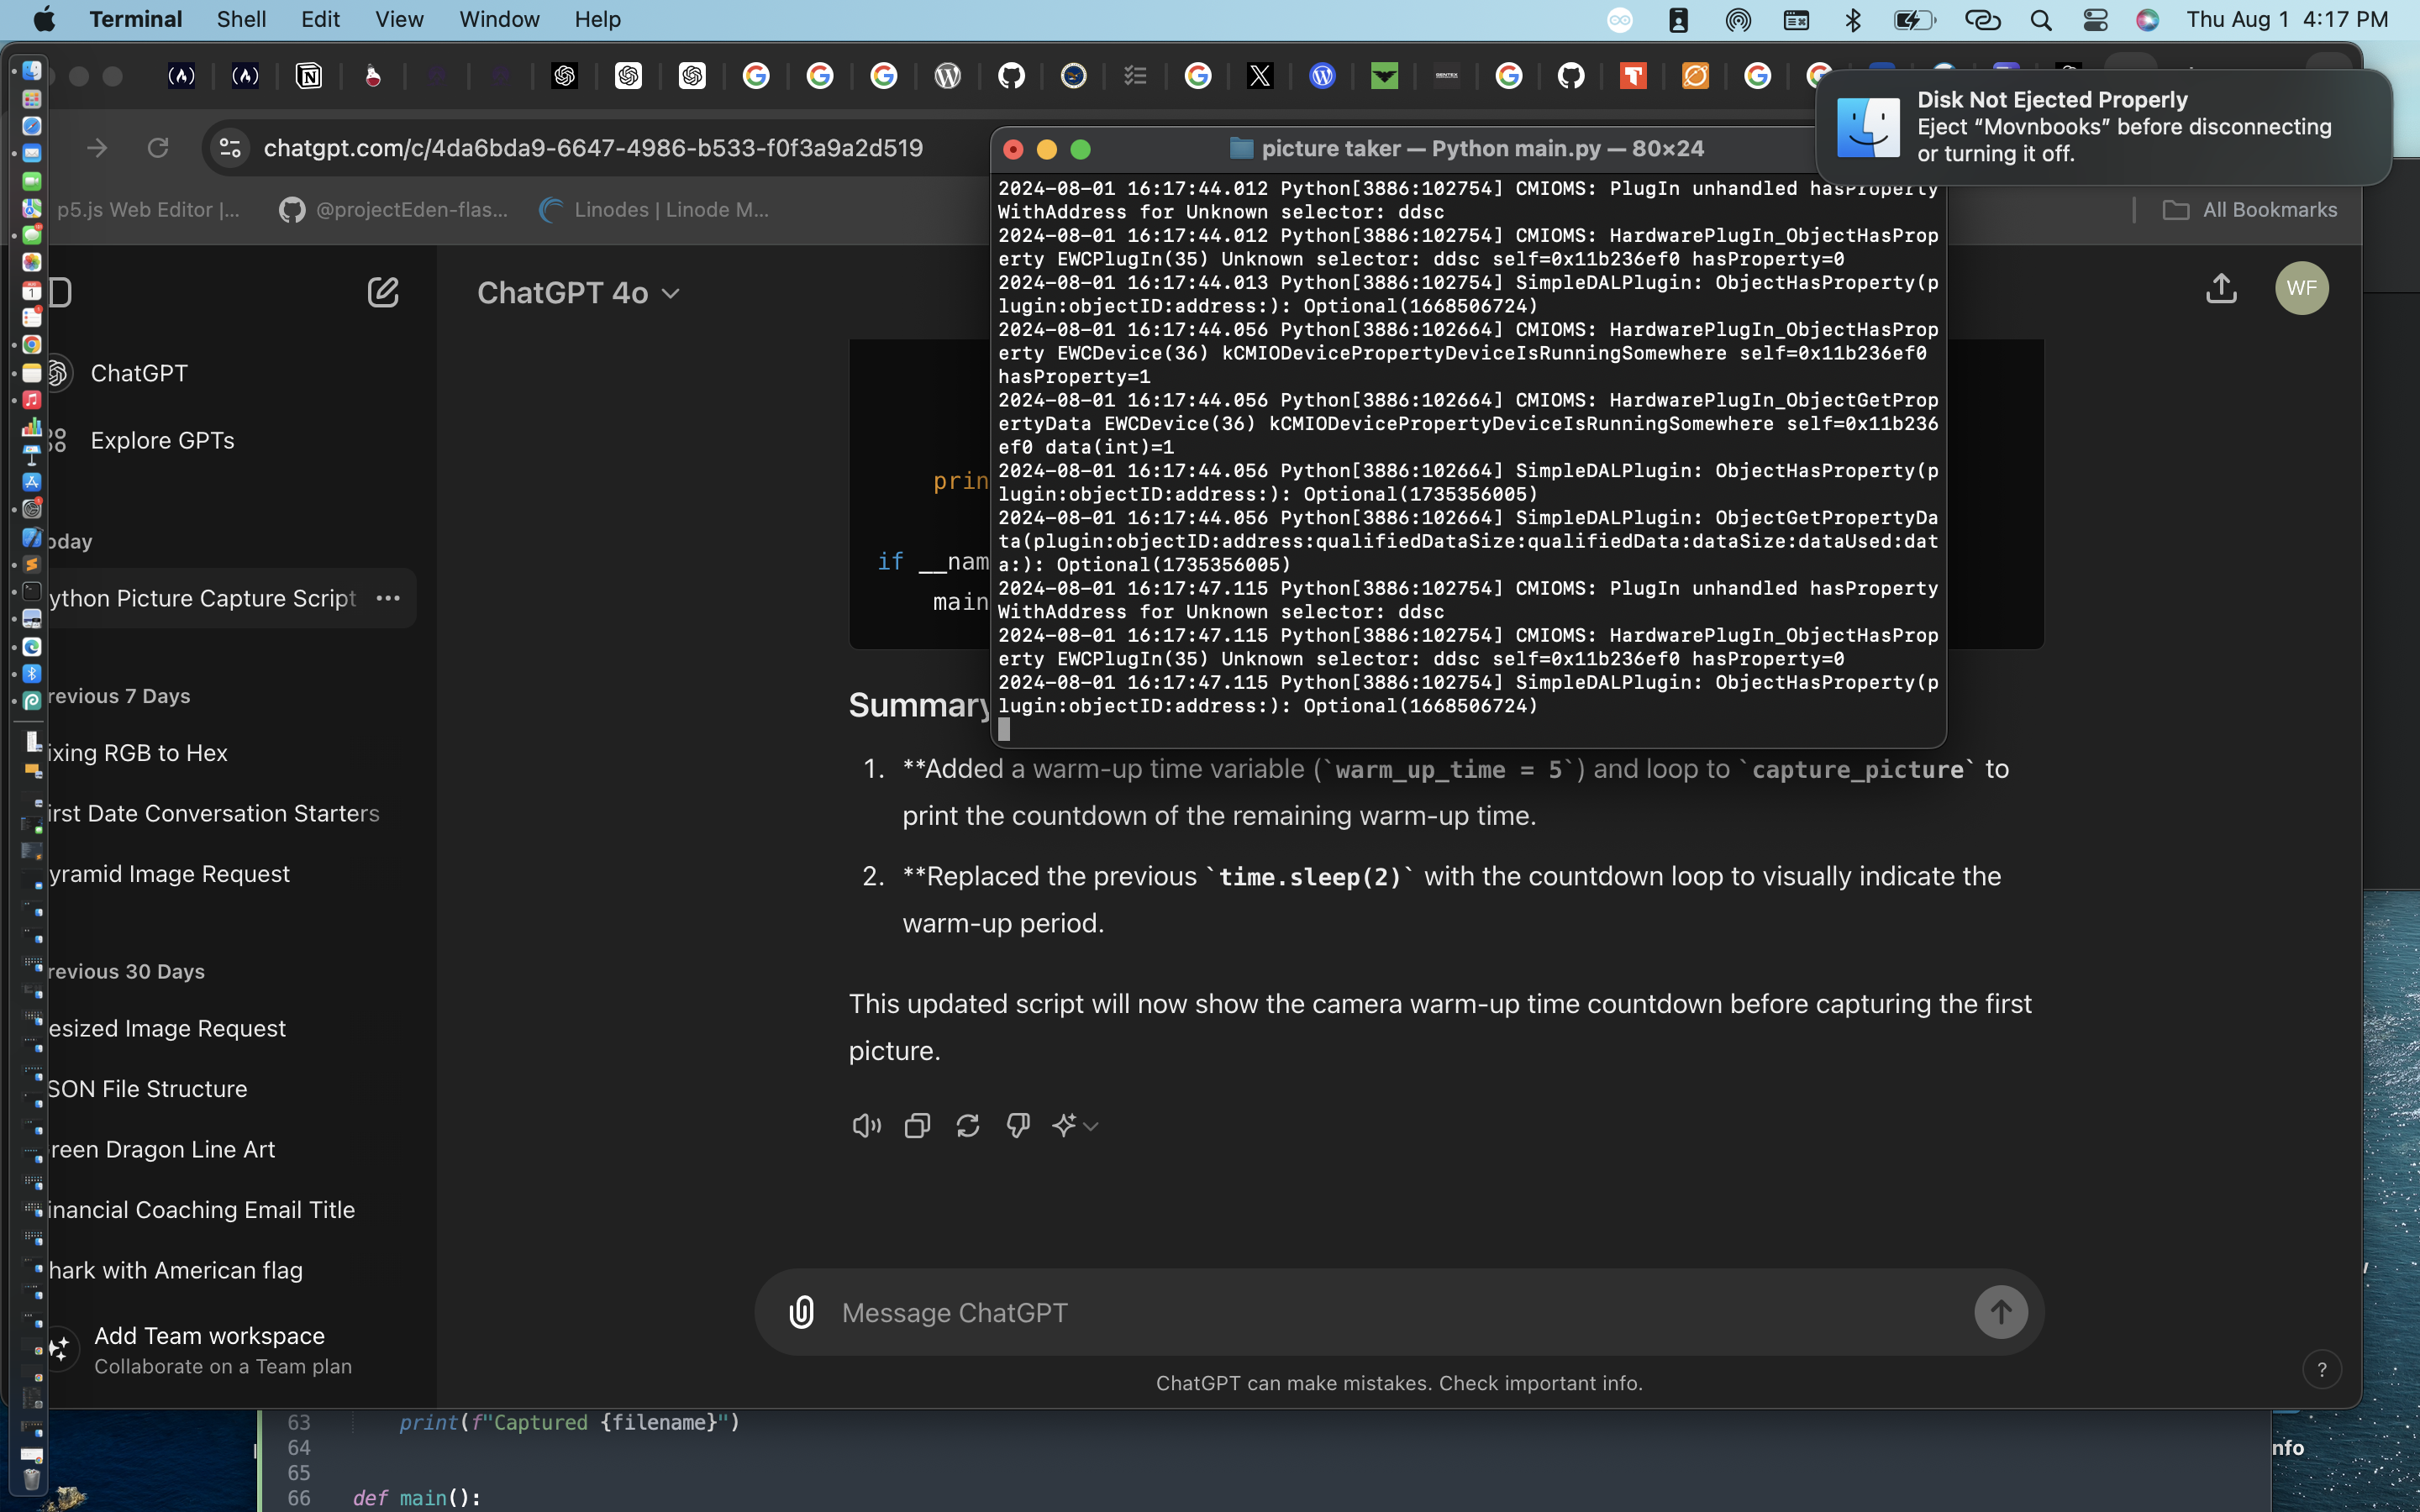 Terminal Shell Edit View Window Help
Thu Aug 1 4:17 PM
Disk Not Ejected Properly
Eject “Movnbooks” before disconnecting
or turning it off.
chatgpt.com/c/4da6bda9-6647-4986-b533-f0f3a9a2d519
p5.js Web Editor |...
@projectEden-flas...
Linodes | Linode M...
All Bookmarks
picture taker — Python main.py — 80×24
2024-08-01 16:17:44.012 Python[3886:102754] CMIOMS: PlugIn unhandled hasProperty
WithAddress for Unknown selector: ddsc
2024-08-01 16:17:44.012 Python[3886:102754] CMIOMS: HardwarePlugIn_ObjectHasProp
erty EWCPlugIn(35) Unknown selector: ddsc self=0x11b236ef0 hasProperty=0
2024-08-01 16:17:44.013 Python[3886:102754] SimpleDALPlugin: ObjectHasProperty(p
lugin:objectID:address:): Optional(1668506724)
2024-08-01 16:17:44.056 Python[3886:102664] CMIOMS: HardwarePlugIn_ObjectHasProp
erty EWCDevice(36) kCMIODevicePropertyDeviceIsRunningSomewhere self=0x11b236ef0
hasProperty=1
2024-08-01 16:17:44.056 Python[3886:102664] CMIOMS: HardwarePlugIn_ObjectGetProp
ertyData EWCDevice(36) kCMIODevicePropertyDeviceIsRunningSomewhere self=0x11b236
ef0 data(int)=1
2024-08-01 16:17:44.056 Python[3886:102664] SimpleDALPlugin: ObjectHasProperty(p
lugin:objectID:address:): Optional(1735356005)
2024-08-01 16:17:44.056 Python[3886:102664] SimpleDALPlugin: ObjectGetPropertyDa
ta(plugin:objectID:address:qualifiedDataSize:qualifiedData:dataSize:dataUsed:dat
a:): Optional(1735356005)
2024-08-01 16:17:47.115 Python[3886:102754] CMIOMS: PlugIn unhandled hasProperty
WithAddress for Unknown selector: ddsc
2024-08-01 16:17:47.115 Python[3886:102754] CMIOMS: HardwarePlugIn_ObjectHasProp
erty EWCPlugIn(35) Unknown selector: ddsc self=0x11b236ef0 hasProperty=0
2024-08-01 16:17:47.115 Python[3886:102754] SimpleDALPlugin: ObjectHasProperty(p
lugin:objectID:address:): Optional(1668506724)
ChatGPT
Explore GPTs
oday
ython Picture Capture Script
revious 7 Days
ixing RGB to Hex
irst Date Conversation Starters
yramid Image Request
revious 30 Days
esized Image Request
SON File Structure
reen Dragon Line Art
inancial Coaching Email Title
hark with American flag
Add Team workspace
Collaborate on a Team plan
ChatGPT 4o
WF
prin
if __nam
main
Summary
1. **Added a warm-up time variable (`warm_up_time = 5`) and loop to `capture_picture` to
print the countdown of the remaining warm-up time.
2. **Replaced the previous `time.sleep(2)` with the countdown loop to visually indicate the
warm-up period.
This updated script will now show the camera warm-up time countdown before capturing the first
picture.
Message ChatGPT
ChatGPT can make mistakes. Check important info.
?
63 print(f"Captured {filename}")
64
65
66 def main():
nfo